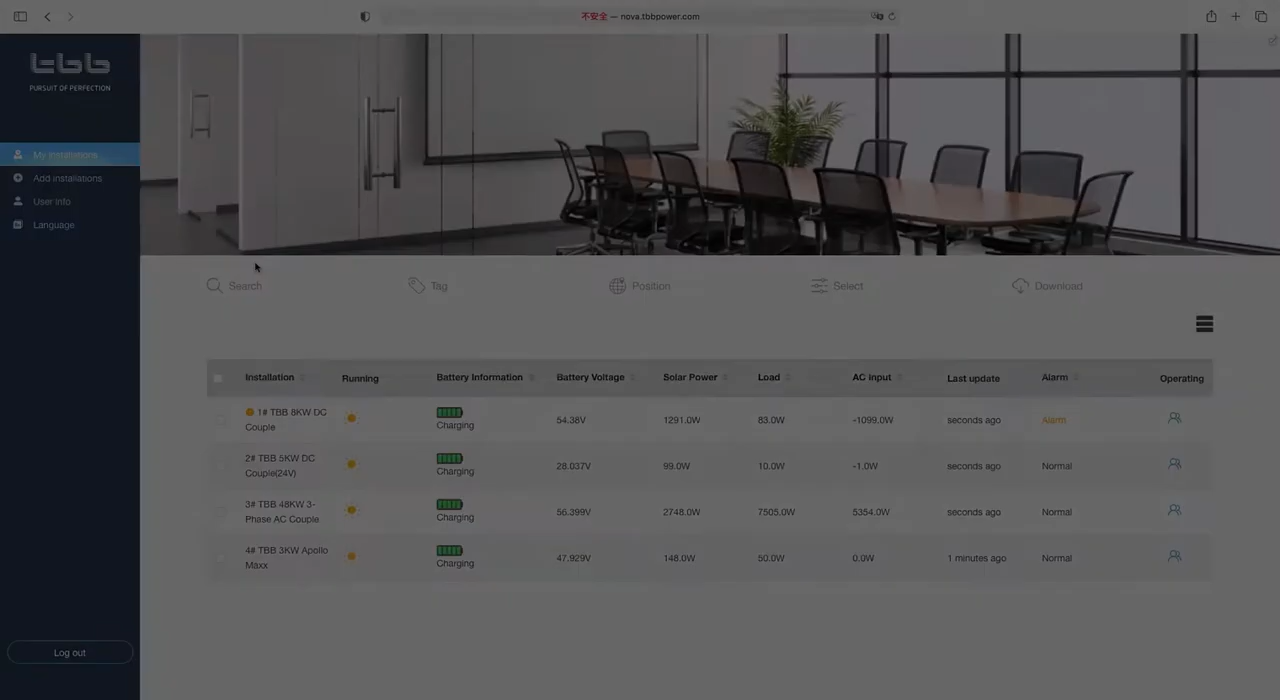 不安全 — nova.tbbpower.com
tbb
PURSUIT OF PERFECTION
My installations
Add installations
User info
Language
Log out
Search
Tag
Position
Select
Download
Installation Running Battery Information Battery Voltage Solar Power Load AC Input Last update Alarm Operating
1# TBB 8KW DC
Couple
Charging
54.38V 1291.0W 83.0W -1099.0W seconds ago Alarm
2# TBB 5KW DC
Couple(24V)
Charging
28.037V 99.0W 10.0W -1.0W seconds ago Normal
3# TBB 48KW 3-
Phase AC Couple
Charging
56.399V 2748.0W 7505.0W 5354.0W seconds ago Normal
4# TBB 3KW Apollo
Maxx
Charging
47.929V 148.0W 50.0W 0.0W 1 minutes ago Normal